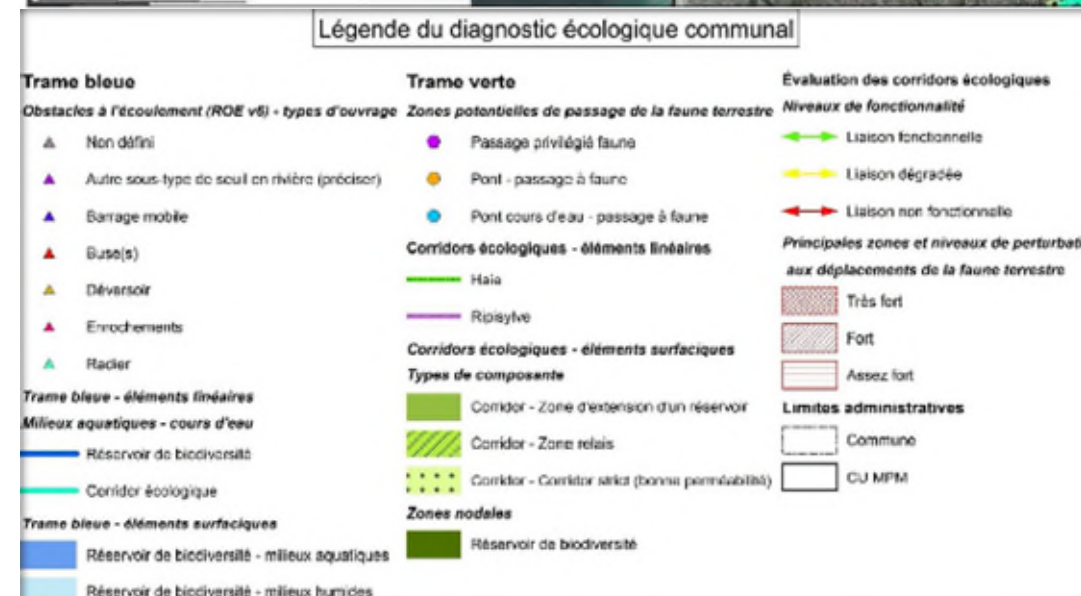 Légende du diagnostic écologique communal
Trame bleue
Obstacles à l'écoulement (ROE v6) - types d'ouvrage
Non défini
Autre sous-type de seuil en rivière (préciser)
Barrage mobile
Buse(s)
Déversoir
Enrochements
Radier
Trame bleue - éléments linéaires
Milieux aquatiques - cours d'eau
Réservoir de biodiversité
Corridor écologique
Trame bleue - éléments surfaciques
Réservoir de biodiversité - milieux aquatiques
Réservoir de biodiversité - milieux humides
Trame verte
Zones potentielles de passage de la faune terrestre
Passage privilégié faune
Pont - passage à faune
Pont cours d'eau - passage à faune
Corridors écologiques - éléments linéaires
Haie
Ripisylve
Corridors écologiques - éléments surfaciques
Types de composante
Corridor - Zone d'extension d'un réservoir
Corridor - Zone relais
Corridor - Corridor strict (bonne perméabilité)
Zones nodales
Réservoir de biodiversité
Évaluation des corridors écologiques
Niveaux de fonctionnalité
Liaison fonctionnelle
Liaison dégradée
Liaison non fonctionnelle
Principales zones et niveaux de perturbati
aux déplacements de la faune terrestre
Très fort
Fort
Assez fort
Limites administratives
Commune
CU MPM